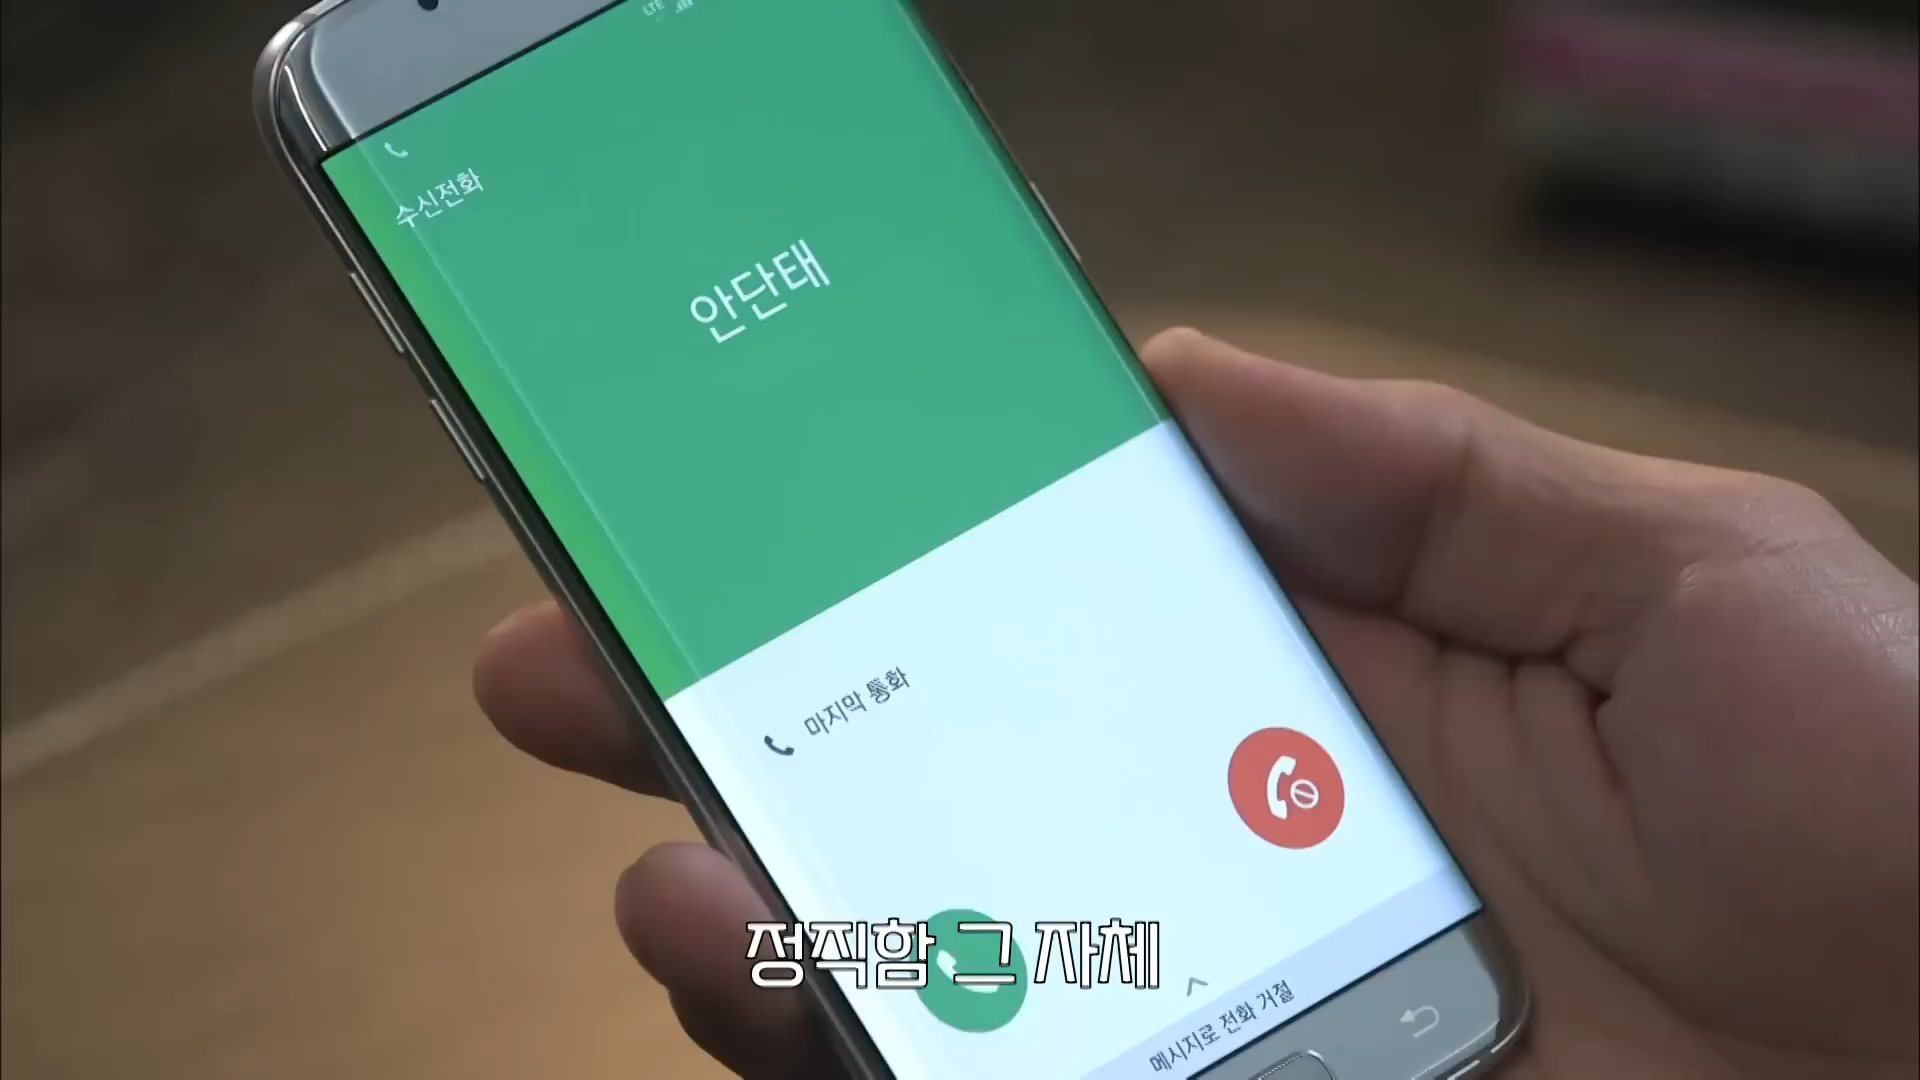 LTE
수신전화
안단태
마지막 통화
정직함 그 자체
메시지로 전화 거절